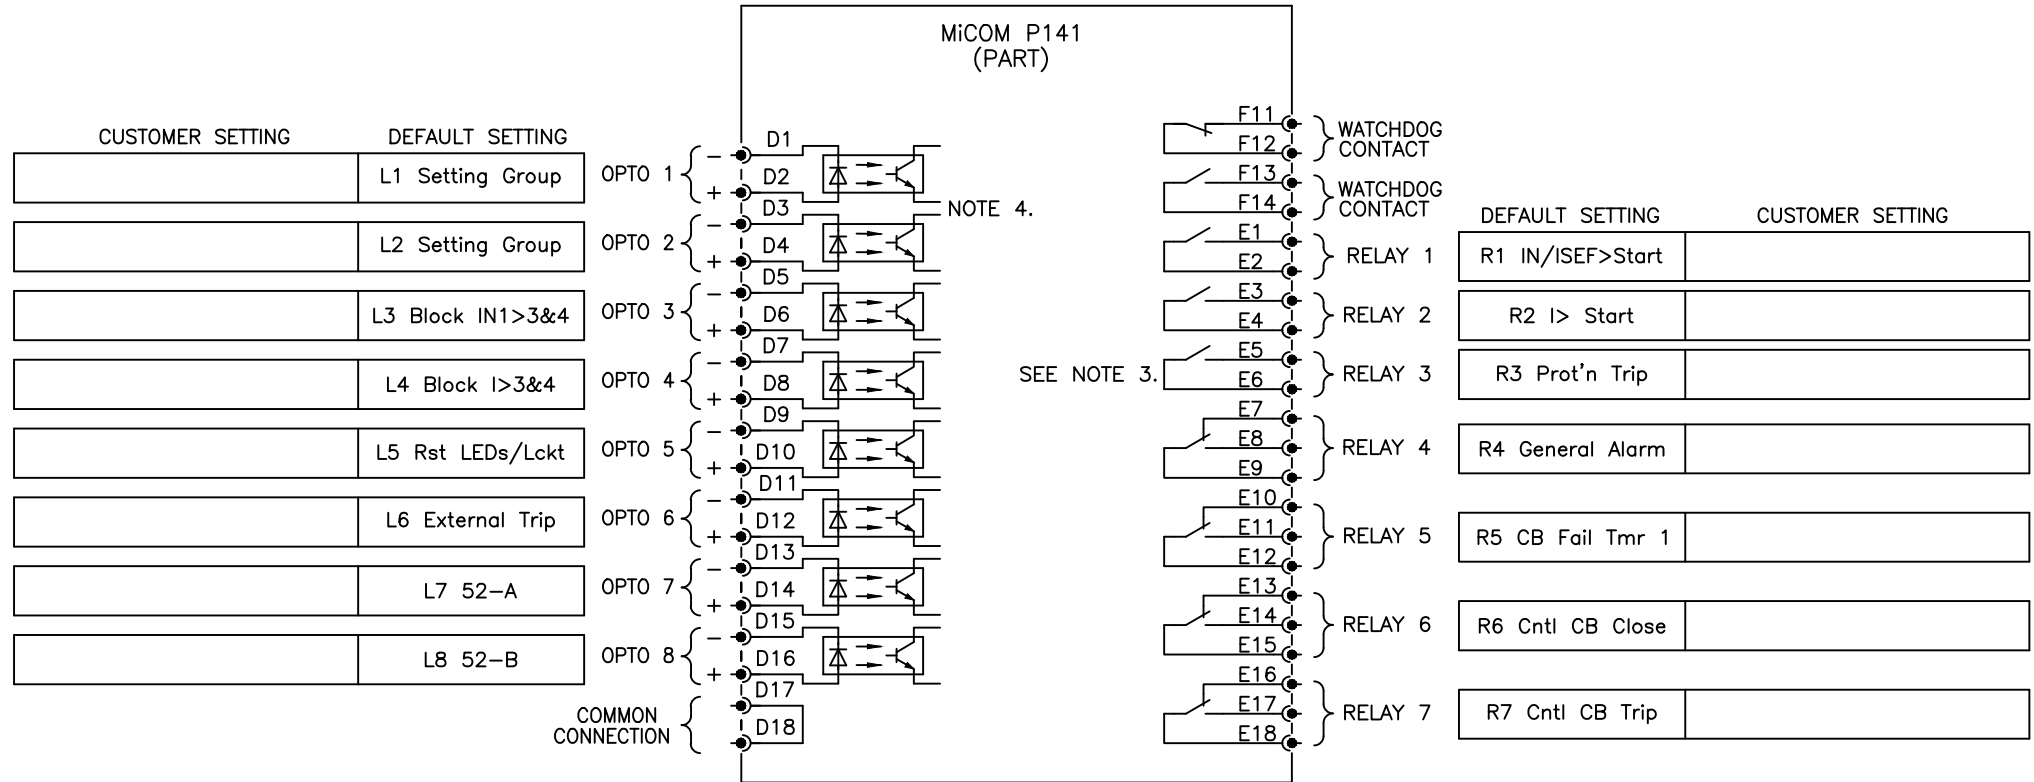 MiCOM P141
(PART)
CUSTOMER SETTING DEFAULT SETTING
L1 Setting Group
L2 Setting Group
L3 Block IN1>3&4
L4 Block I>3&4
L5 Rst LEDs/Lckt
L6 External Trip
L7 52-A
L8 52-B
OPTO 1 - +
OPTO 2 - +
OPTO 3 - +
OPTO 4 - +
OPTO 5 - +
OPTO 6 - +
OPTO 7 - +
OPTO 8 - +
COMMON
CONNECTION
D1
D2
D3
D4
D5
D6
D7
D8
D9
D10
D11
D12
D13
D14
D15
D16
D17
D18
NOTE 4.
SEE NOTE 3.
F11
F12
F13
F14
E1
E2
E3
E4
E5
E6
E7
E8
E9
E10
E11
E12
E13
E14
E15
E16
E17
E18
WATCHDOG
CONTACT
WATCHDOG
CONTACT
RELAY 1
RELAY 2
RELAY 3
RELAY 4
RELAY 5
RELAY 6
RELAY 7
DEFAULT SETTING CUSTOMER SETTING
R1 IN/ISEF>Start
R2 I> Start
R3 Prot'n Trip
R4 General Alarm
R5 CB Fail Tmr 1
R6 Cntl CB Close
R7 Cntl CB Trip